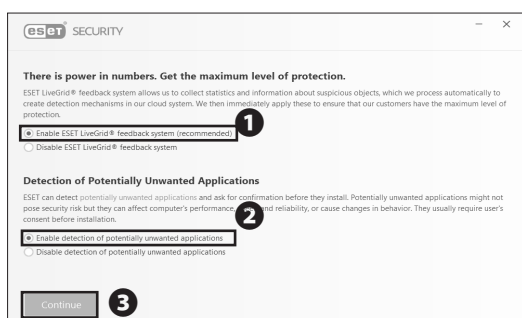 eset SECURITY
There is power in numbers. Get the maximum level of protection.
ESET LiveGrid® feedback system allows us to collect statistics and information about suspicious objects, which we process automatically to
create detection mechanisms in our cloud system. We then immediately apply these to ensure that our customers have the maximum level of
protection.
1
Enable ESET LiveGrid® feedback system (recommended)
Disable ESET LiveGrid® feedback system
Detection of Potentially Unwanted Applications
ESET can detect potentially unwanted applications and ask for confirmation before they install. Potentially unwanted applications might not
pose security risk but they can affect computer's performance, and reliability, or cause changes in behavior. They usually require user's
consent before installation.
2
Enable detection of potentially unwanted applications
Disable detection of potentially unwanted applications
Continue
3